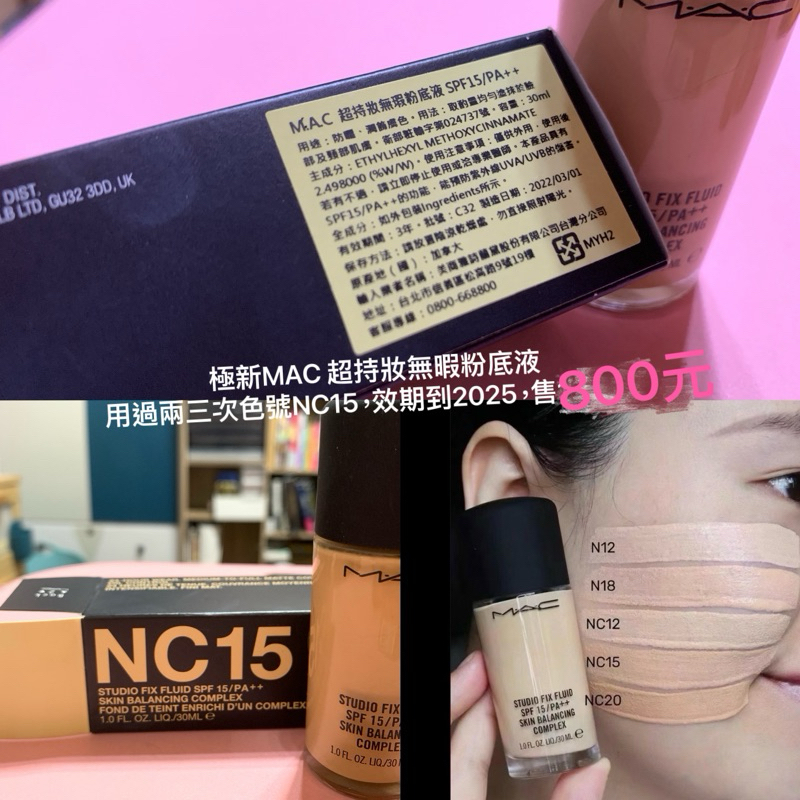 DIST.
LB LTD, GU32 3DD, UK
M·A·C 超持妝無瑕粉底液 SPF15/PA++
用途：防曬，潤飾膚色。用法：取約量均勻塗抹於臉
部及頸部肌膚。衛部粧輸字第024737號。容量：30ml
主成分：ETHYLHEXYL METHOXYCINNAMATE
2.498000 (%W/W)。使用注意事項：僅供外用，使用後
若有不適，請立即停止使用或洽專業醫師。本產品具有
SPF15/PA++的功能，能預防紫外線UVA/UVB的傷害。
全成分：如外包裝Ingredients所示。
有效期間：3年。批號：C32 製造日期：2022/03/01
保存方法：請放置陰涼乾燥處，勿直接照射陽光。
原產地（國）：加拿大
輸入業者名稱：美商雅詩蘭黛股份有限公司台灣分公司
地址：台北市信義區松高路9號19樓
客服專線：0800-668800
MYH2
MAC
DIO FIX FLUID
5/PA++
ANCING
EX
極新MAC 超持妝無暇粉底液
用過兩三次色號NC15，效期到2025，售800元
NC15
STUDIO FIX FLUID SPF 15/PA++
SKIN BALANCING COMPLEX
FOND DE TEINT ENRICHI D'UN COMPLEX
1.0 FL. OZ. LIQ./30ML e
MA
STUDIO FIX
SPF 15/PA
SKIN BALA
COMPLE
1.0 FL. OZ. LIQ./30
MAC
STUDIO FIX FLUID
SPF 15/PA++
SKIN BALANCING
COMPLEX
1.0 FL. OZ. LIQ./30 ML e
N12
N18
NC12
NC15
NC20